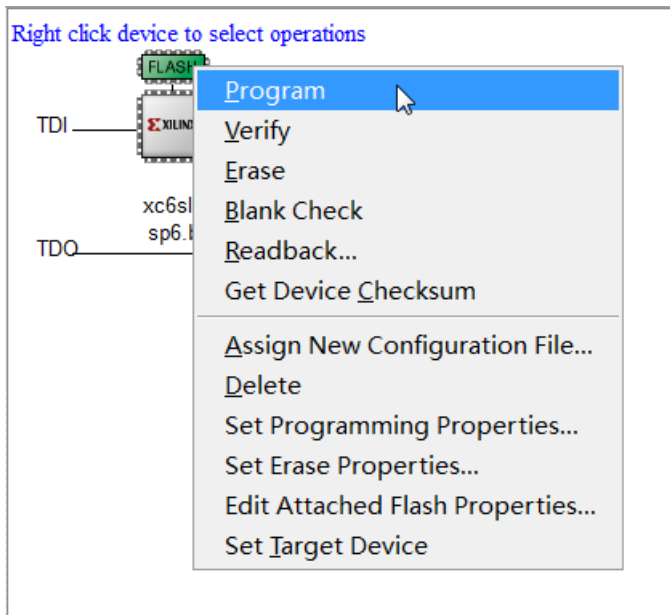 Right click device to select operations
FLASH
Program
TDI
XILINX
Verify
Erase
xc6sl
Blank Check
sp6.b
TDO
Readback...
Get Device Checksum
Assign New Configuration File...
Delete
Set Programming Properties...
Set Erase Properties...
Edit Attached Flash Properties...
Set Target Device